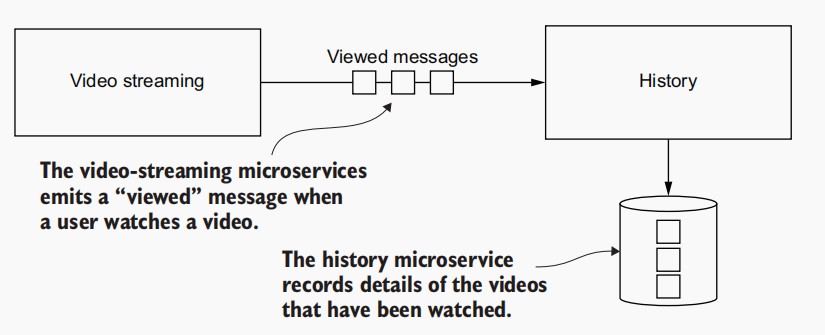 Viewed messages
Video streaming
History
The video-streaming microservices
emits a “viewed” message when
a user watches a video.
The history microservice
records details of the videos
that have been watched.